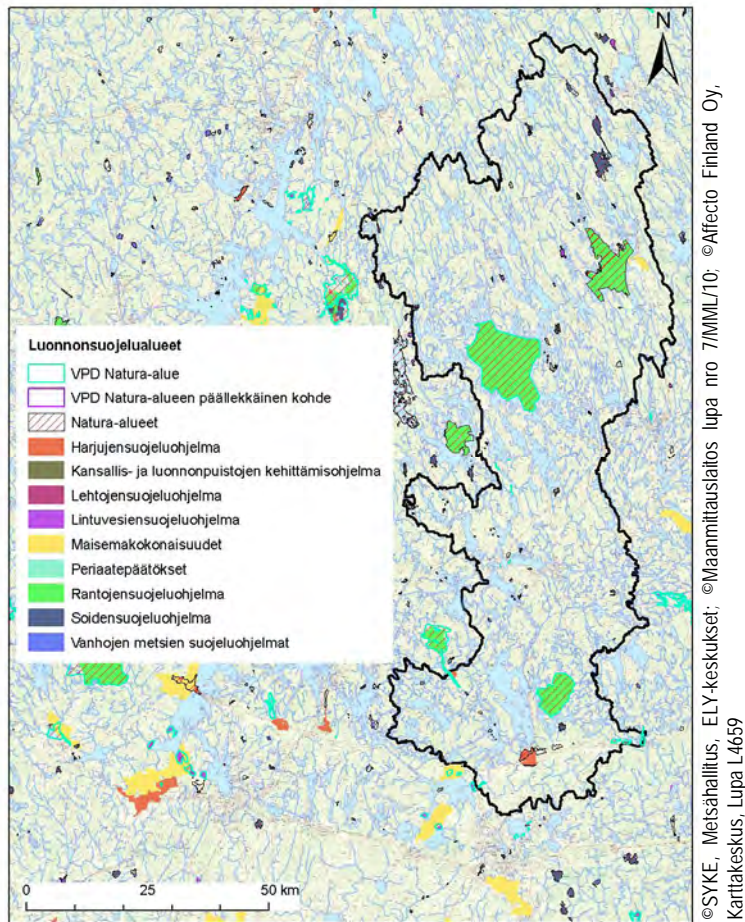 N
Luonnonsuojelualueet
VPD Natura-alue
VPD Natura-alueen päällekkäinen kohde
Natura-alueet
Harjujensuojeluohjelma
Kansallis- ja luonnonpuistojen kehittämisohjelma
Lehtojensuojeluohjelma
Lintuvesiensuojeluohjelma
Maisemakokonaisuudet
Periaatepäätökset
Rantojensuojeluohjelma
Soidensuojeluohjelma
Vanhojen metsien suojeluohjelmat
0 25 50 km
©SYKE, Metsähallitus, ELY-keskukset; ©Maanmittauslaitos lupa nro 7/MML/10; ©Affecto Finland Oy,
Karttakeskus, Lupa L4659